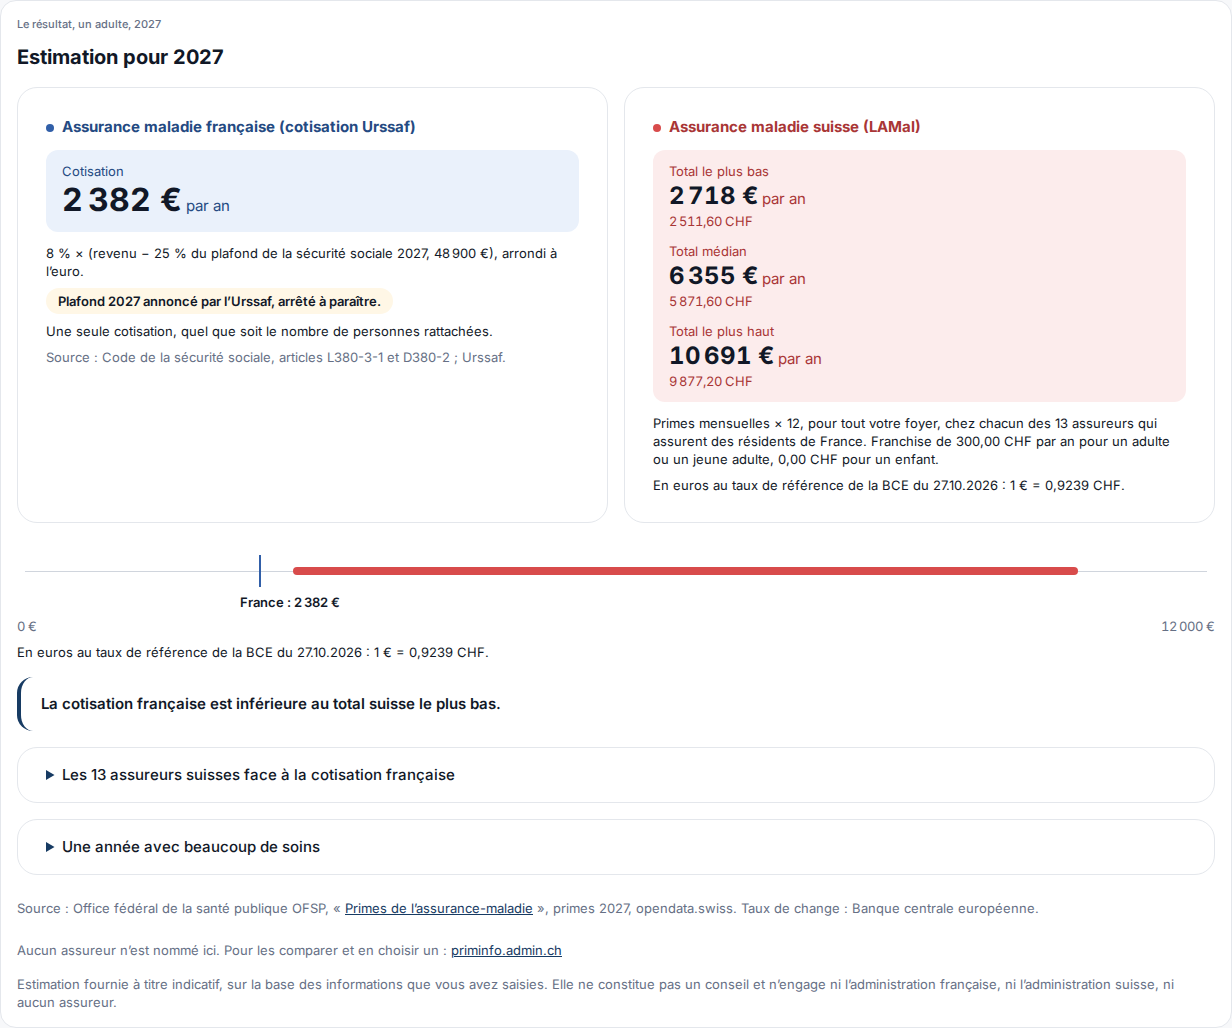 Le résultat, un adulte, 2027
Estimation pour 2027
Assurance maladie française (cotisation Urssaf)
Cotisation
2 382 € par an
8 % × (revenu − 25 % du plafond de la sécurité sociale 2027, 48 900 €), arrondi à
l’euro.
Plafond 2027 annoncé par l’Urssaf, arrêté à paraître.
Une seule cotisation, quel que soit le nombre de personnes rattachées.
Source : Code de la sécurité sociale, articles L380-3-1 et D380-2 ; Urssaf.
Assurance maladie suisse (LAMal)
Total le plus bas
2 718 € par an
2 511,60 CHF
Total médian
6 355 € par an
5 871,60 CHF
Total le plus haut
10 691 € par an
9 877,20 CHF
Primes mensuelles × 12, pour tout votre foyer, chez chacun des 13 assureurs qui
assurent des résidents de France. Franchise de 300,00 CHF par an pour un adulte
ou un jeune adulte, 0,00 CHF pour un enfant.
En euros au taux de référence de la BCE du 27.10.2026 : 1 € = 0,9239 CHF.
France : 2 382 €
0 €
12 000 €
En euros au taux de référence de la BCE du 27.10.2026 : 1 € = 0,9239 CHF.
La cotisation française est inférieure au total suisse le plus bas.
Les 13 assureurs suisses face à la cotisation française
Une année avec beaucoup de soins
Source : Office fédéral de la santé publique OFSP, « Primes de l’assurance-maladie », primes 2027, opendata.swiss. Taux de change : Banque centrale européenne.
Aucun assureur n’est nommé ici. Pour les comparer et en choisir un : priminfo.admin.ch
Estimation fournie à titre indicatif, sur la base des informations que vous avez saisies. Elle ne constitue pas un conseil et n’engage ni l’administration française, ni l’administration suisse, ni
aucun assureur.